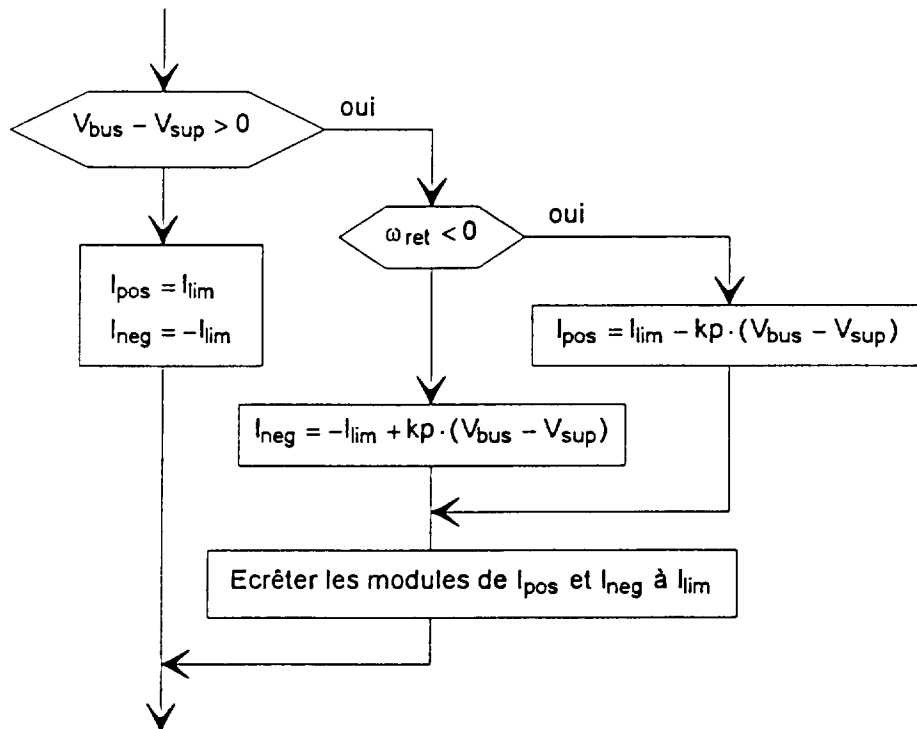 V_bus – V_sup > 0
oui
ω_ret < 0
oui
I_pos = I_lim
I_neg = –I_lim
I_pos = I_lim – kp · (V_bus – V_sup)
I_neg = –I_lim + kp · (V_bus – V_sup)
Ecrêter les modules de I_pos et I_neg à I_lim